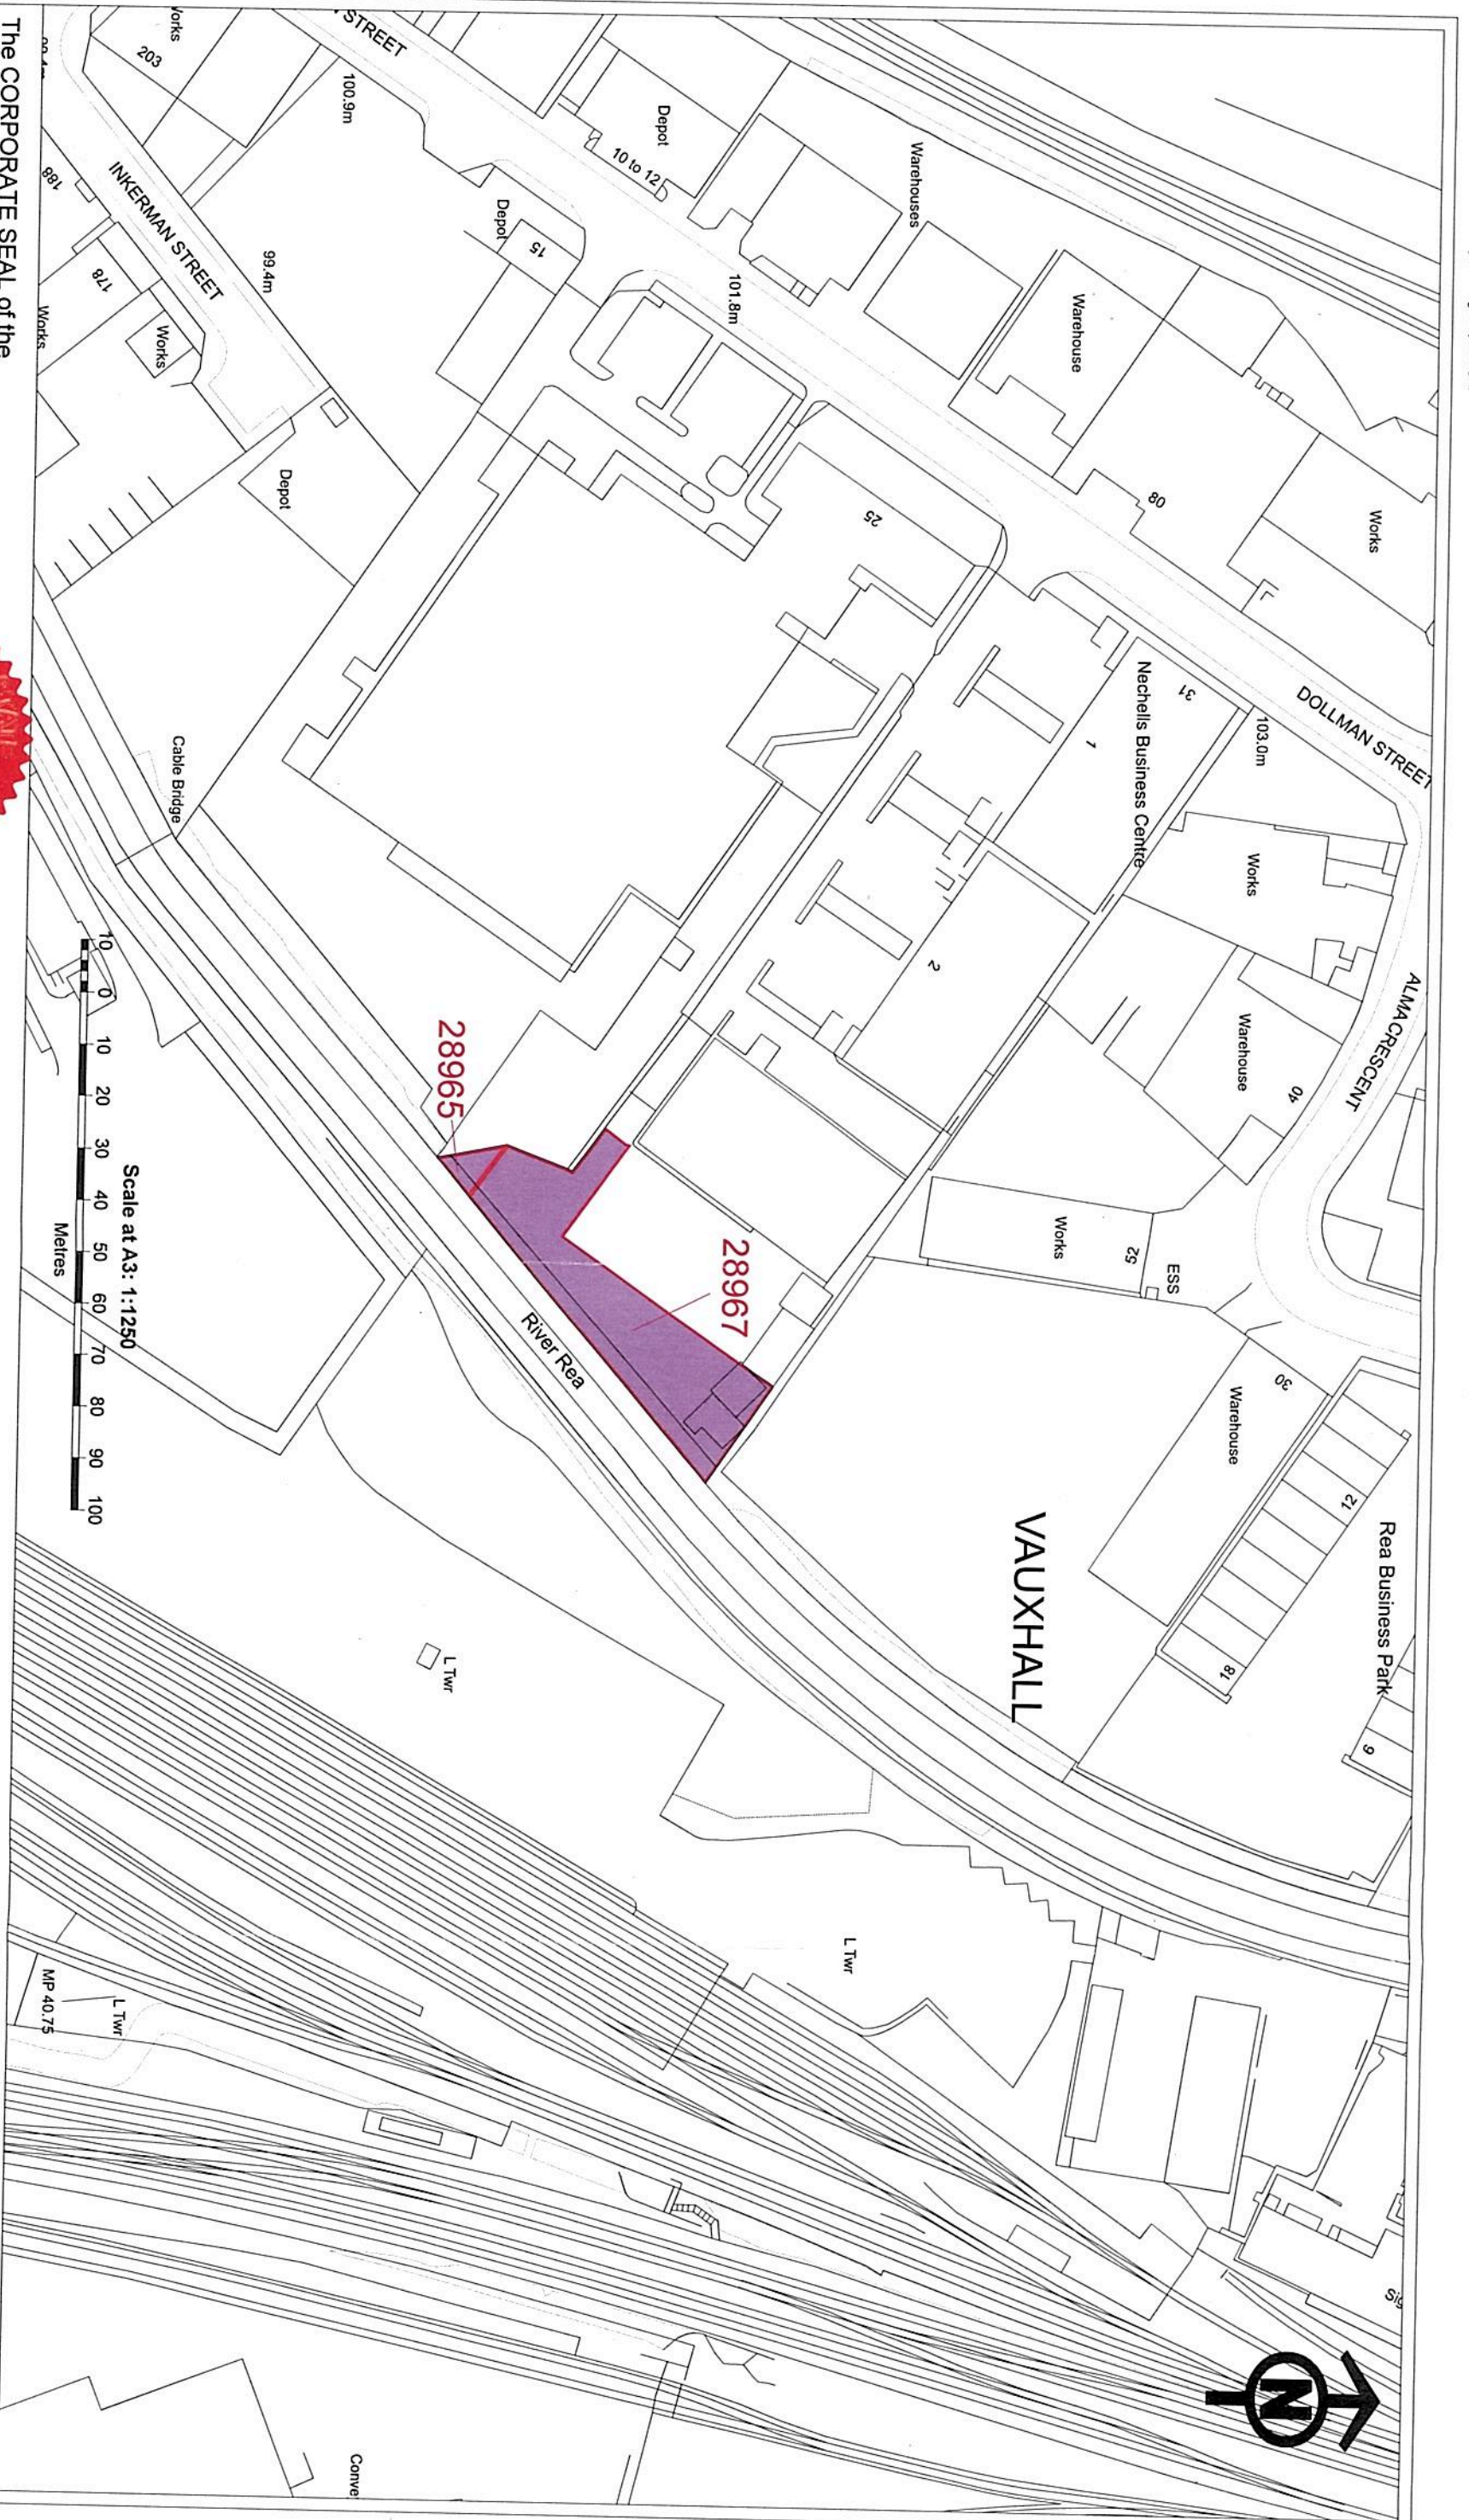 Works
203
STREET
100.9m
Depot
10 to 12
Warehouses
Warehouse
Works
80
188
INKERMAN STREET
178
Works
Works
99.4m
Depot
15
101.8m
25
Depot
Nechells Business Centre
31
1
2
103.0m
DOLLMAN STREET
Works
ALMA CRESCENT
Warehouse
40
Works
52
ESS
Warehouse
30
12
18
Rea Business Park
6
VAUXHALL
Cable Bridge
28965
28967
River Rea
L Twr
L Twr
L Twr
MP 40.75
Sig
Conve
N
Scale at A3: 1:1250
10 0 10 20 30 40 50 60 70 80 90 100
Metres
The CORPORATE SEAL of the